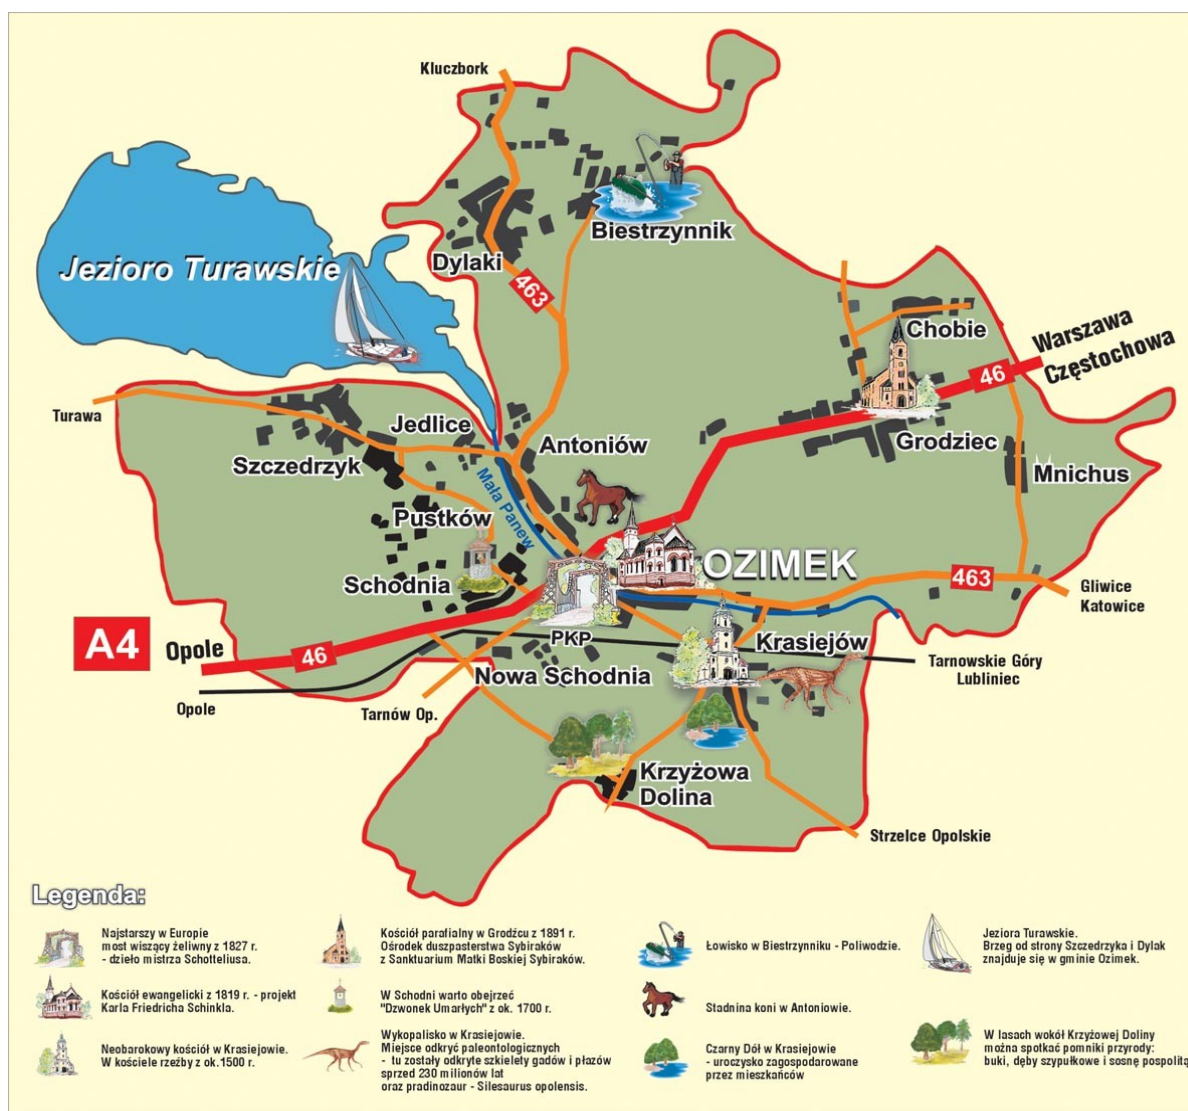 Kluczbork
Biestrzynnik
Dylaki
Jezioro Turawskie
463
Chobie
Warszawa
Częstochowa
46
Turawa
Jedlice
Antoniów
Grodziec
Szczedrzyk
Mnichus
Mała Panew
Pustków
OZIMEK
Schodnia
463
Gliwice
Katowice
A4
Opole
46
PKP
Krasiejów
Tarnowskie Góry
Lubliniec
Nowa Schodnia
Opole
Tarnów Op.
Krzyżowa
Dolina
Strzelce Opolskie
Legenda:
Najstarszy w Europie
most wiszący żeliwny z 1827 r.
- dzieło mistrza Schotteliusa.
Kościół ewangelicki z 1819 r. - projekt
Karla Friedricha Schinkla.
Neobarokowy kościół w Krasiejowie.
W kościele rzeźby z ok.1500 r.
Kościół parafialny w Grodźcu z 1891 r.
Ośrodek duszpasterstwa Sybiraków
z Sanktuarium Matki Boskiej Sybiraków.
W Schodni warto obejrzeć
"Dzwonek Umarłych" z ok. 1700 r.
Wykopalisko w Krasiejowie.
Miejsce odkryć paleontologicznych
- tu zostały odkryte szkielety gadów i płazów
sprzed 230 milionów lat
oraz pradinozaur - Silesaurus opolensis.
Łowisko w Biestrzynniku - Poliwodzie.
Stadnina koni w Antoniowie.
Czarny Dół w Krasiejowie
- uroczysko zagospodarowane
przez mieszkańców
Jeziora Turawskie.
Brzeg od strony Szczedrzyka i Dylak
znajduje się w gminie Ozimek.
W lasach wokół Krzyżowej Doliny
można spotkać pomniki przyrody:
buki, dęby szypułkowe i sosnę pospolitą